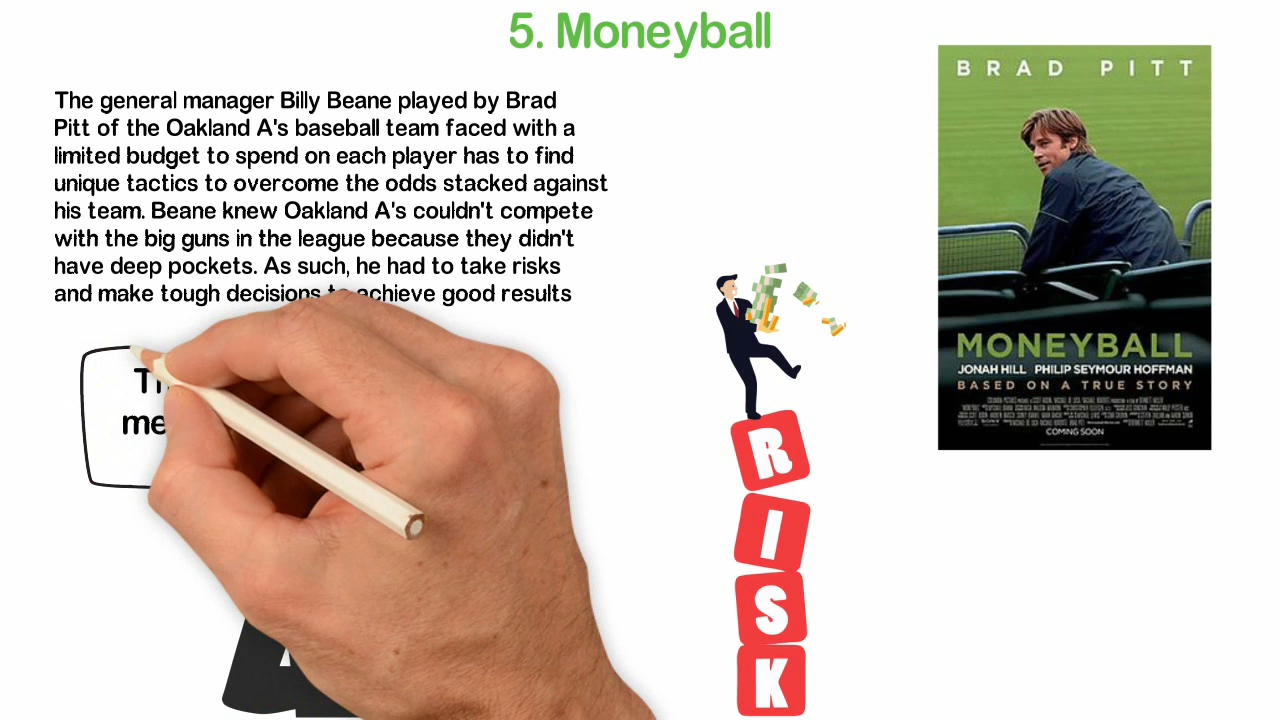 5. Moneyball
The general manager Billy Beane played by Brad
Pitt of the Oakland A's baseball team faced with a
limited budget to spend on each player has to find
unique tactics to overcome the odds stacked against
his team. Beane knew Oakland A's couldn't compete
with the big guns in the league because they didn't
have deep pockets. As such, he had to take risks
and make tough decisions to achieve good results
BRAD PITT
MONEYBALL
JONAH HILL PHILIP SEYMOUR HOFFMAN
BASED ON A TRUE STORY
COMING SOON
R
I
S
K